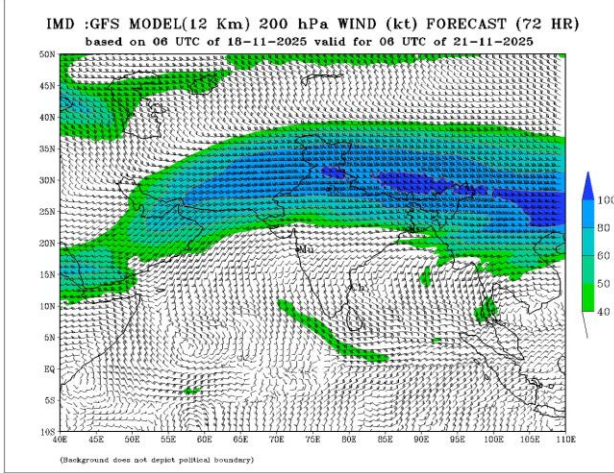 IMD :GFS MODEL(12 Km) 200 hPa WIND (kt) FORECAST (72 HR)
based on 06 UTC of 18-11-2025 valid for 06 UTC of 21-11-2025
50N
45N
40N
35N
30N
25N
20N
15N
10N
5N
EQ
5S
10S
Mu
100
80
60
50
40
40E 45E 50E 55E 60E 65E 70E 75E 80E 85E 90E 95E 100E 105E 110E
(Background does not depict political boundary)